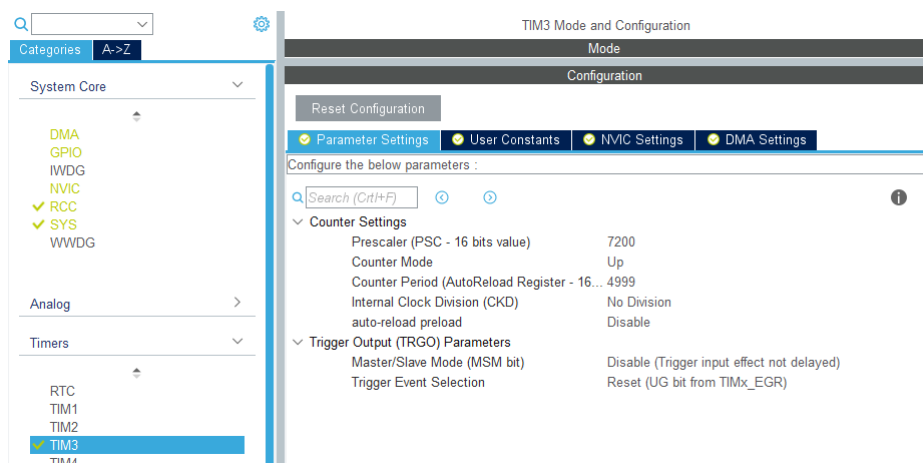 Categories
A->Z
System Core
DMA
GPIO
IWDG
NVIC
RCC
SYS
WWDG
Analog
Timers
RTC
TIM1
TIM2
TIM3
TIM4
TIM3 Mode and Configuration
Mode
Configuration
Reset Configuration
Parameter Settings
User Constants
NVIC Settings
DMA Settings
Configure the below parameters :
Search (Crtl+F)
Counter Settings
Prescaler (PSC - 16 bits value) 7200
Counter Mode Up
Counter Period (AutoReload Register - 16... 4999
Internal Clock Division (CKD) No Division
auto-reload preload Disable
Trigger Output (TRGO) Parameters
Master/Slave Mode (MSM bit) Disable (Trigger input effect not delayed)
Trigger Event Selection Reset (UG bit from TIMx_EGR)